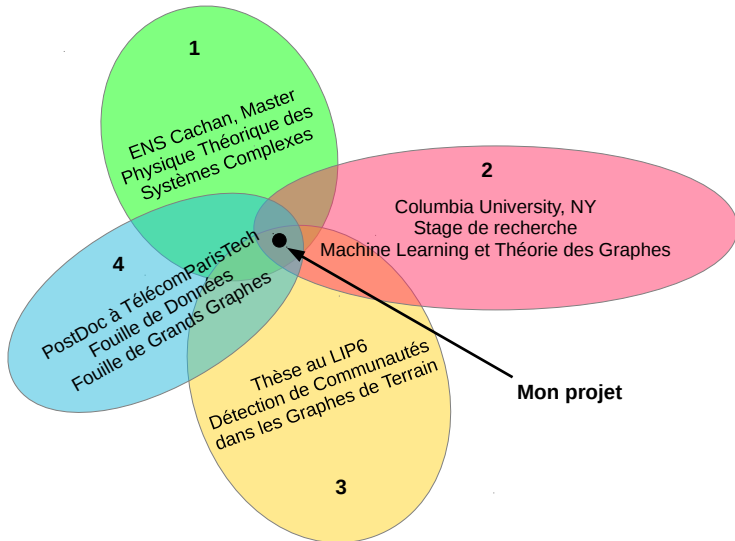 1
ENS Cachan, Master
Physique Théorique des
Systèmes Complexes
2
Columbia University, NY
Stage de recherche
Machine Learning et Théorie des Graphes
4
PostDoc à TélécomParisTech
Fouille de Données
Fouille de Grands Graphes
Thèse au LIP6
Détection de Communautés
dans les Graphes de Terrain
3
Mon projet